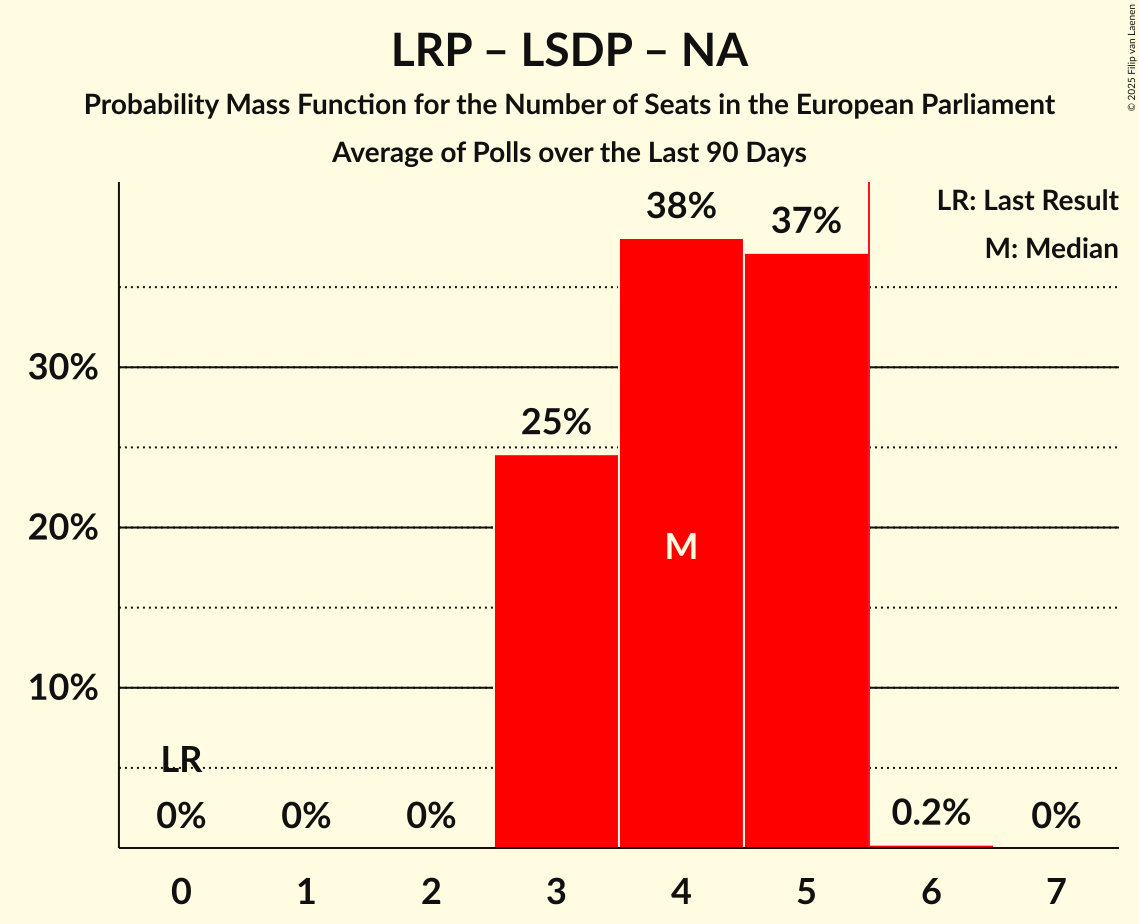 LRP – LSDP – NA
Probability Mass Function for the Number of Seats in the European Parliament
Average of Polls over the Last 90 Days
© 2025 Filip van Laenen
LR: Last Result
M: Median
38%
37%
30%
25%
20%
M
10%
LR
0% 0% 0% 0.2% 0%
0 1 2 3 4 5 6 7